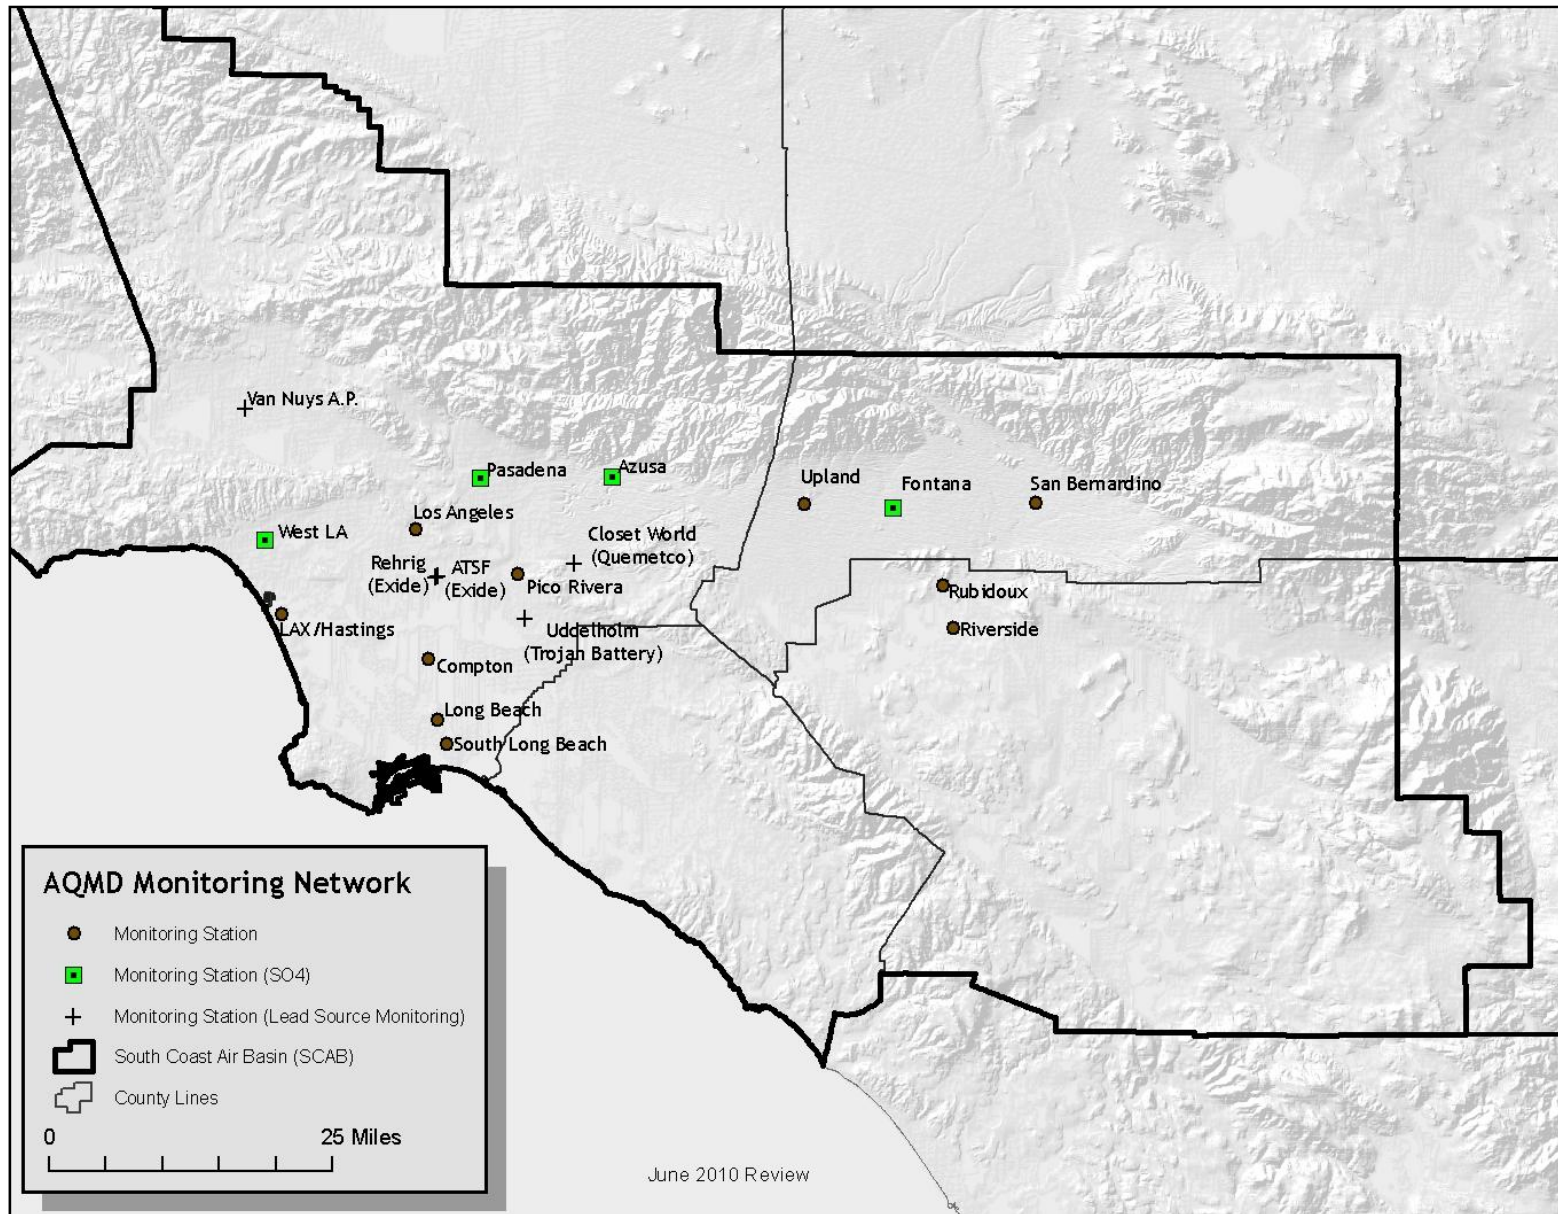 Van Nuys A.P.
Pasadena
Azusa
Upland
Fontana
San Bernardino
Los Angeles
West LA
Closet World
(Quemetco)
Rehrig
(Exide)
ATSF
(Exide)
Pico Rivera
Rubidoux
LAX/Hastings
Uddelholm
(Trojan Battery)
Riverside
Compton
Long Beach
South Long Beach
AQMD Monitoring Network
Monitoring Station
Monitoring Station (SO4)
Monitoring Station (Lead Source Monitoring)
South Coast Air Basin (SCAB)
County Lines
0 25 Miles
June 2010 Review